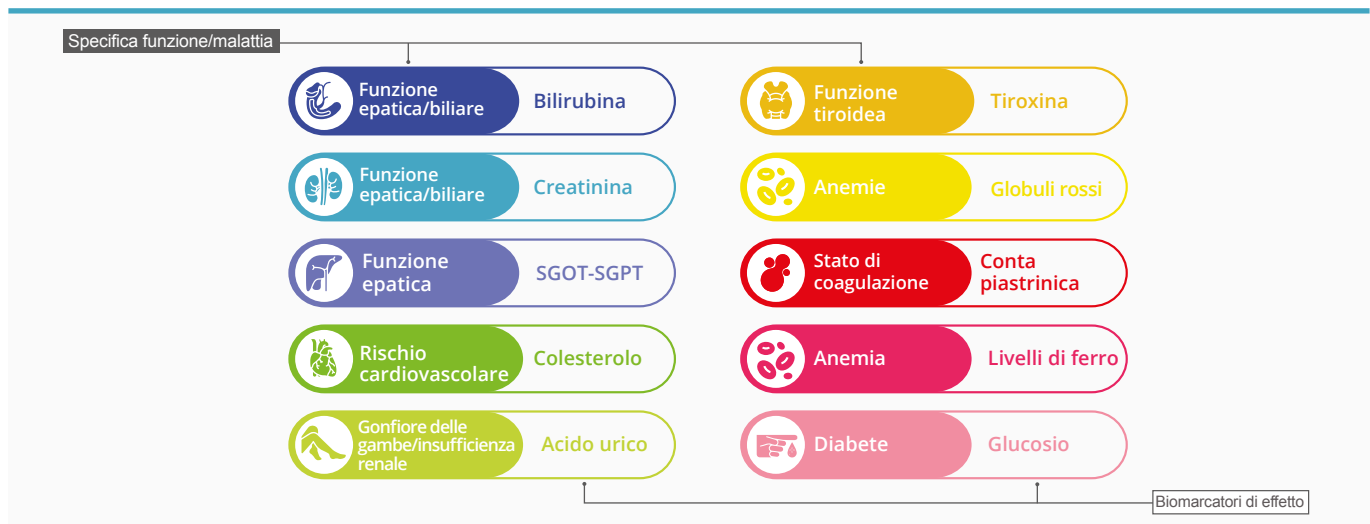 Specifica funzione/malattia
Funzione
epatica/biliare
Bilirubina
Funzione
tiroidea
Tiroxina
Funzione
epatica/biliare
Creatinina
Anemie
Globuli rossi
Funzione
epatica
SGOT-SGPT
Stato di
coagulazione
Conta
piastrinica
Rischio
cardiovascolare
Colesterolo
Anemia
Livelli di ferro
Gonfiore delle
gambe/insufficienza
renale
Acido urico
Diabete
Glucosio
Biomarcatori di effetto